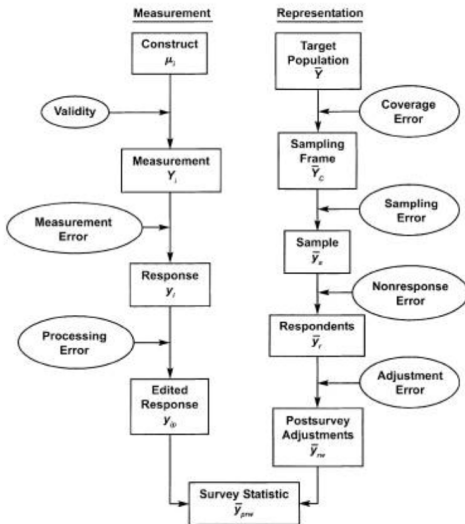 Measurement
Representation
Construct
μi
Target
Population
Ȳ
Validity
Coverage
Error
Measurement
Yi
Sampling
Frame
ȲC
Measurement
Error
Sampling
Error
Sample
ȳs
Response
yi
Nonresponse
Error
Processing
Error
Respondents
ȳr
Adjustment
Error
Edited
Response
yip
Postsurvey
Adjustments
ȳrw
Survey Statistic
ȳprw